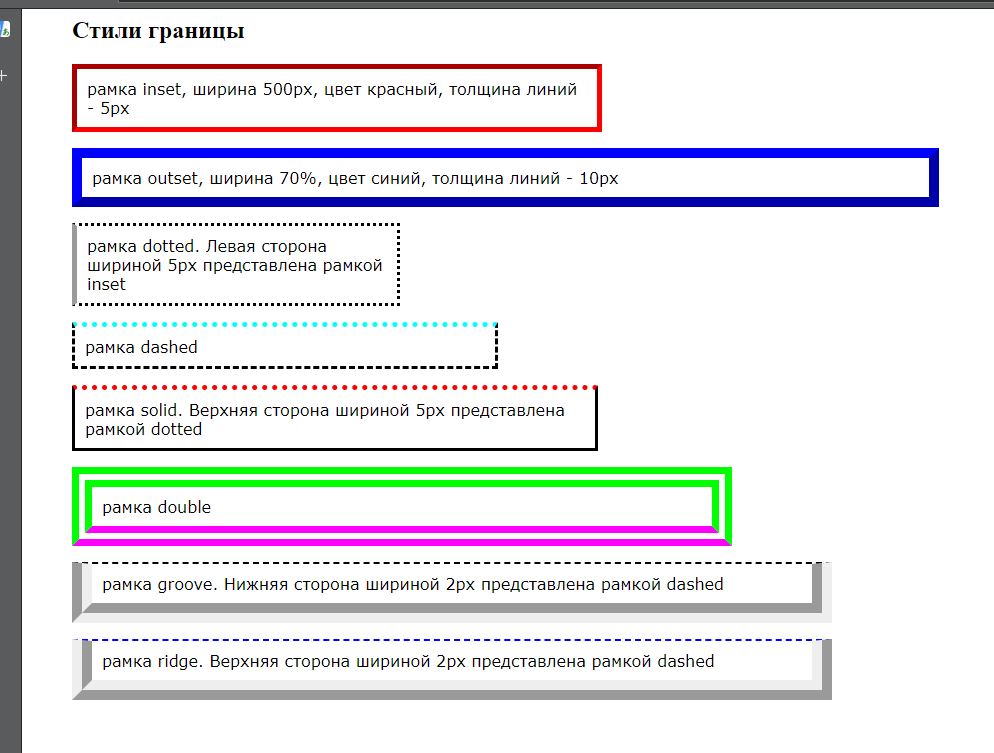 Стили границы
рамка inset, ширина 500px, цвет красный, толщина линий
- 5px
рамка outset, ширина 70%, цвет синий, толщина линий - 10px
рамка dotted. Левая сторона
шириной 5px представлена рамкой
inset
рамка dashed
рамка solid. Верхняя сторона шириной 5px представлена
рамкой dotted
рамка double
рамка groove. Нижняя сторона шириной 2px представлена рамкой dashed
рамка ridge. Верхняя сторона шириной 2px представлена рамкой dashed